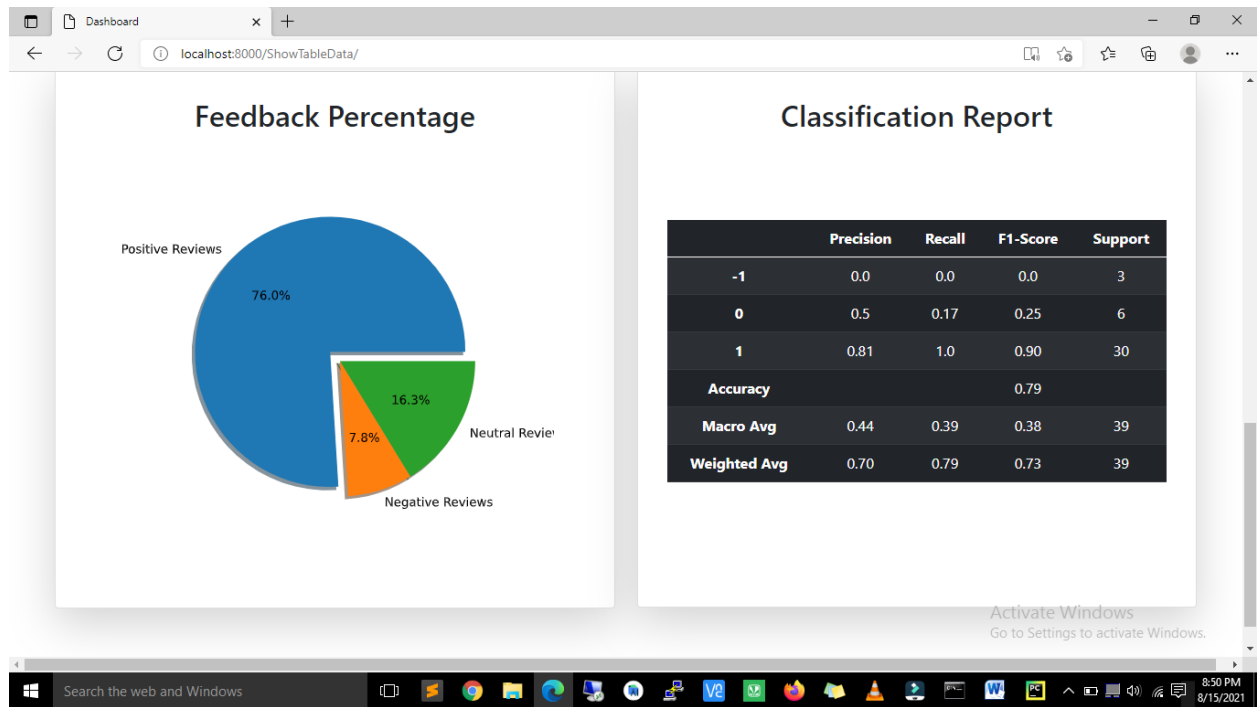 Dashboard
localhost:8000/ShowTableData/
Feedback Percentage
Positive Reviews
76.0%
16.3%
7.8%
Neutral Review
Negative Reviews
Classification Report
Precision Recall F1-Score Support
-1 0.0 0.0 0.0 3
0 0.5 0.17 0.25 6
1 0.81 1.0 0.90 30
Accuracy 0.79
Macro Avg 0.44 0.39 0.38 39
Weighted Avg 0.70 0.79 0.73 39
Activate Windows
Go to Settings to activate Windows.
Search the web and Windows
8:50 PM
8/15/2021